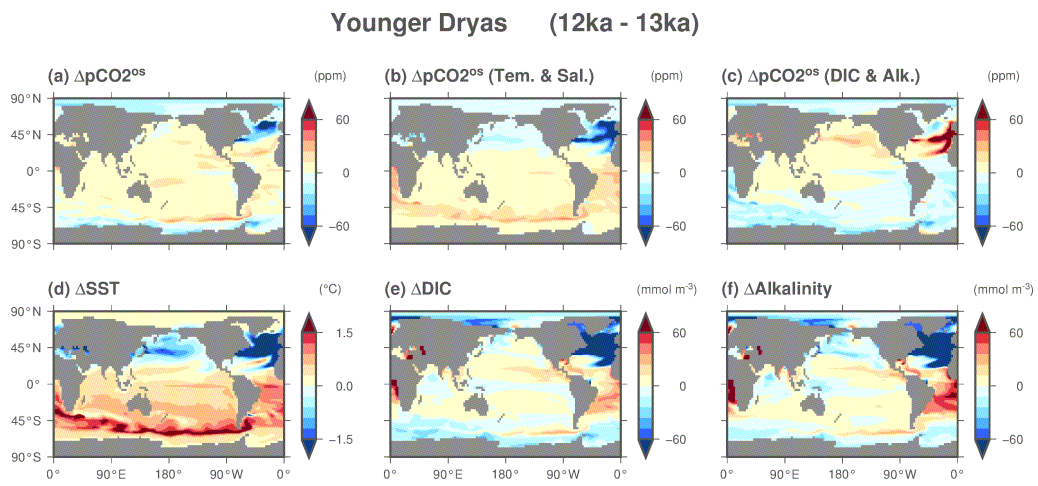 Younger Dryas (12ka - 13ka)
(a) ΔpCO2ᵒˢ (ppm)
(b) ΔpCO2ᵒˢ (Tem. & Sal.) (ppm)
(c) ΔpCO2ᵒˢ (DIC & Alk.) (ppm)
90°N
45°N
0°
45°S
90°S
60
0
−60
60
0
−60
60
0
−60
(d) ΔSST (°C)
(e) ΔDIC (mmol m⁻³)
(f) ΔAlkalinity (mmol m⁻³)
90°N
45°N
0°
45°S
90°S
1.5
0.0
−1.5
60
0
−60
60
0
−60
0° 90°E 180° 90°W 0°
0° 90°E 180° 90°W 0°
0° 90°E 180° 90°W 0°